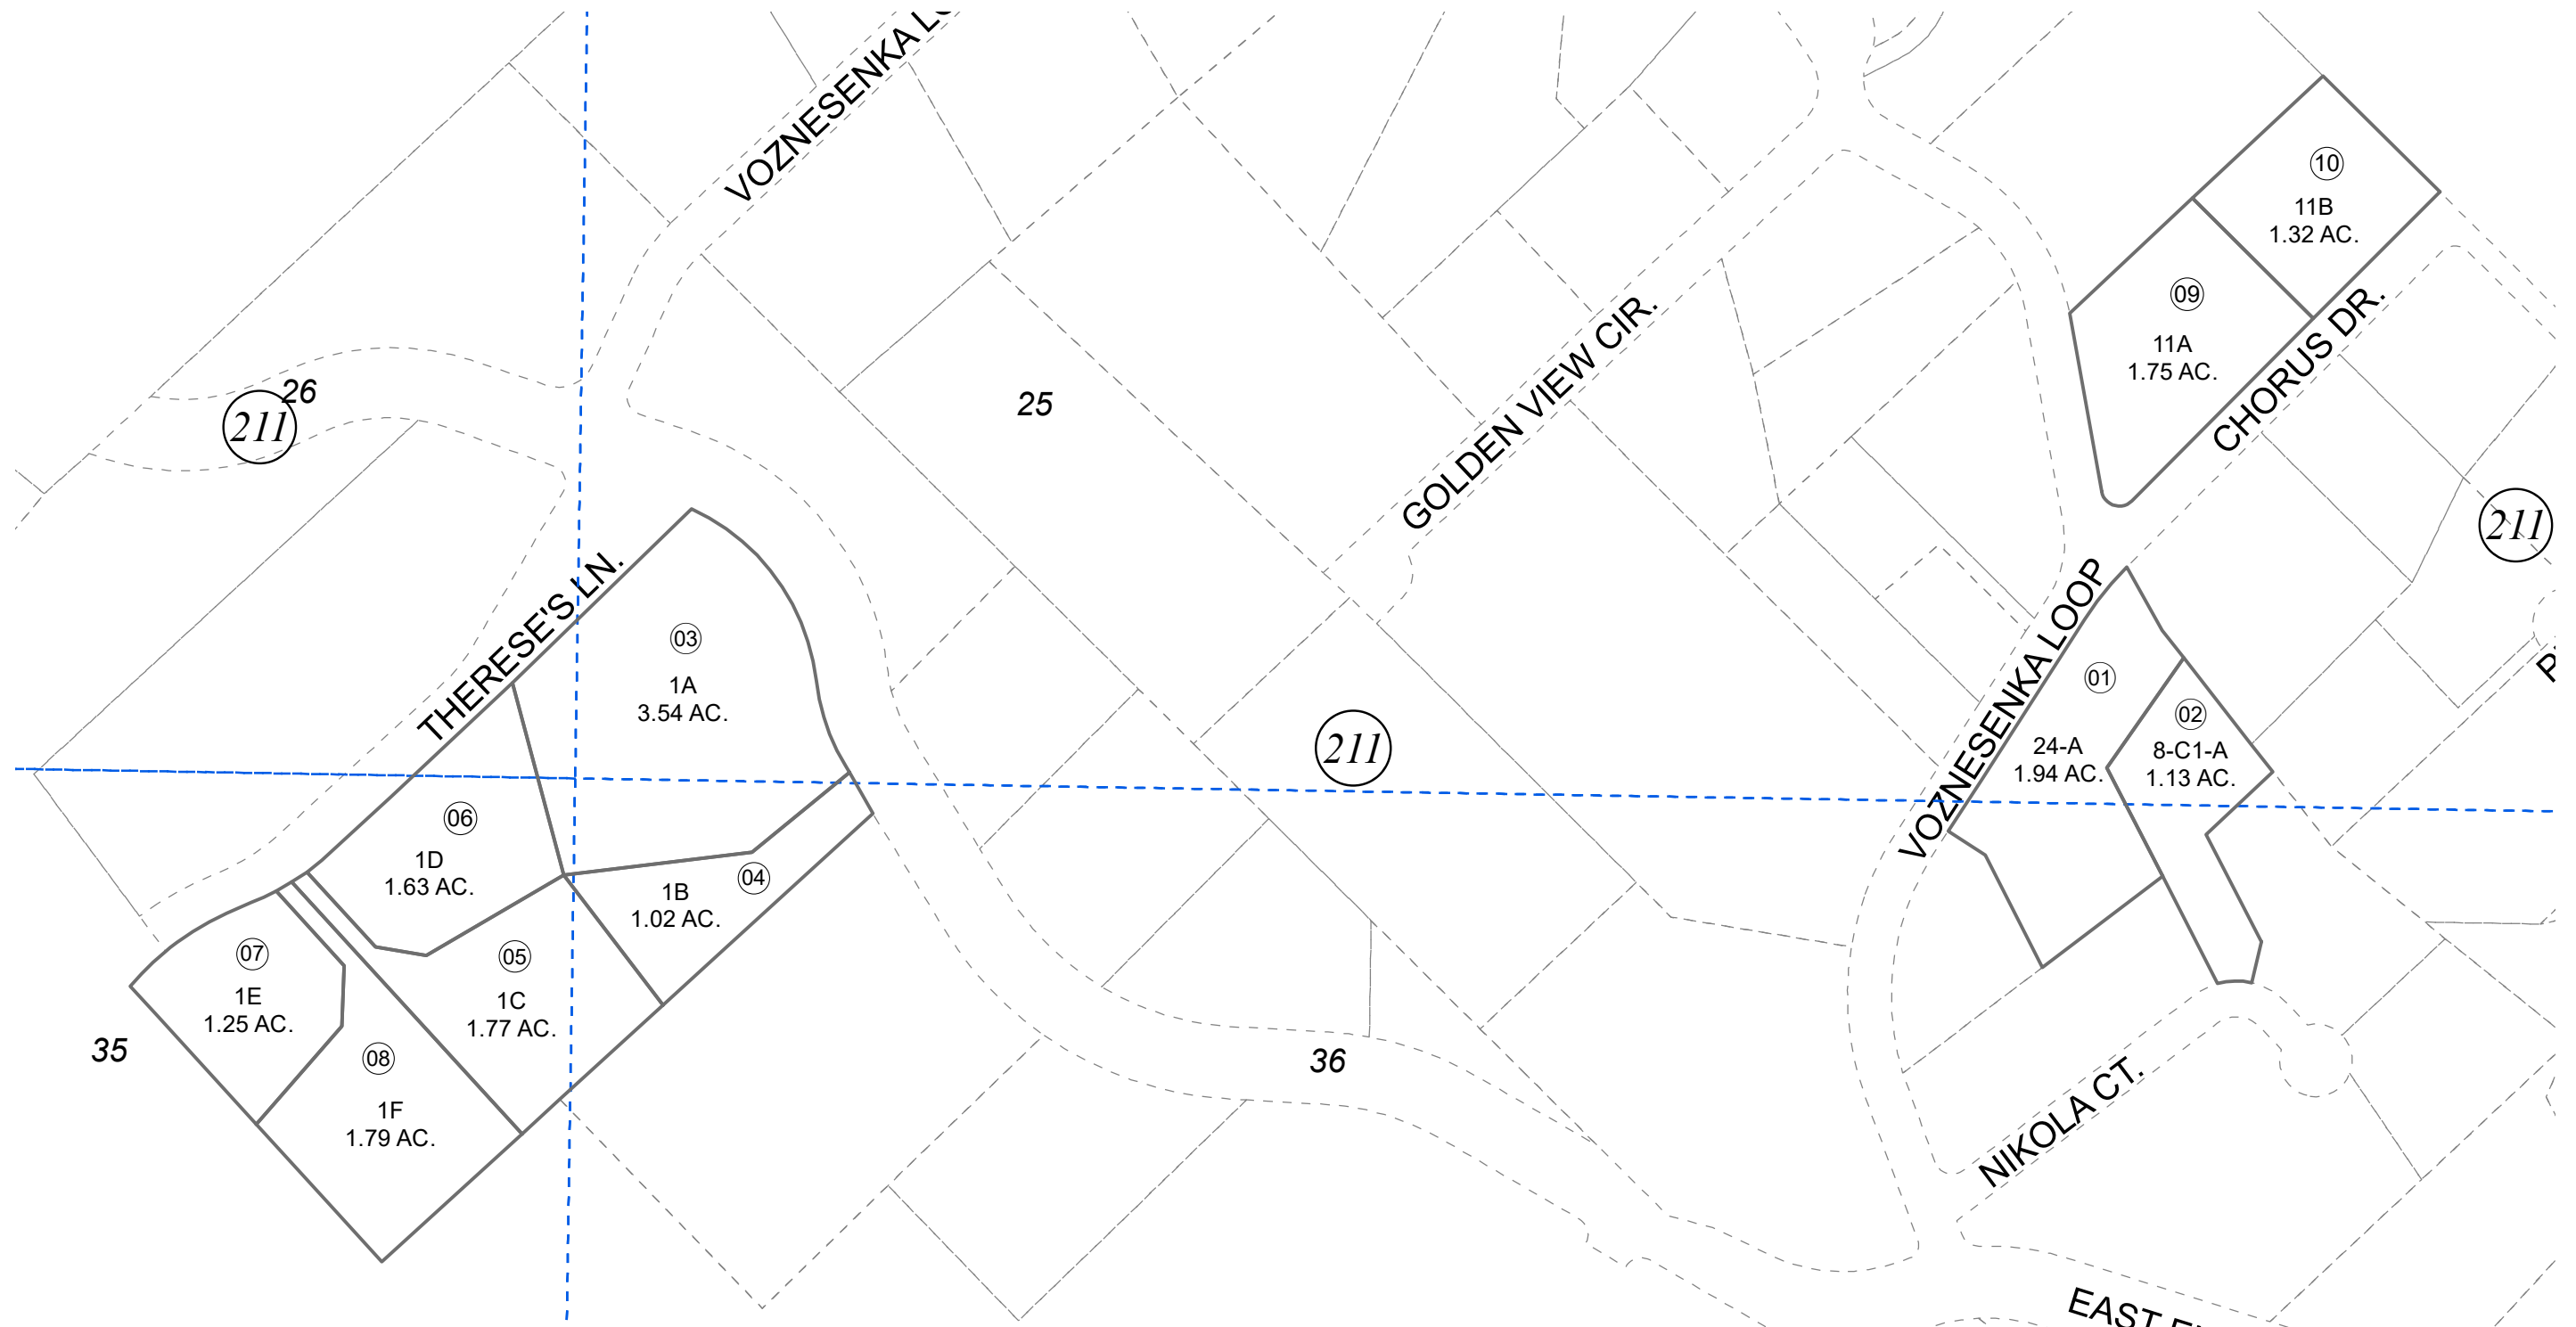 VOZNESENKA LO
10
11B
1.32 AC.
09
11A
1.75 AC.
CHORUS DR.
26
211
25
GOLDEN VIEW CIR.
211
THERESE'S LN.
03
1A
3.54 AC.
211
VOZNESENKA LOOP
01
24-A
1.94 AC.
02
8-C1-A
1.13 AC.
P
06
1D
1.63 AC.
04
1B
1.02 AC.
07
1E
1.25 AC.
05
1C
1.77 AC.
35
08
1F
1.79 AC.
36
NIKOLA CT.
EAST